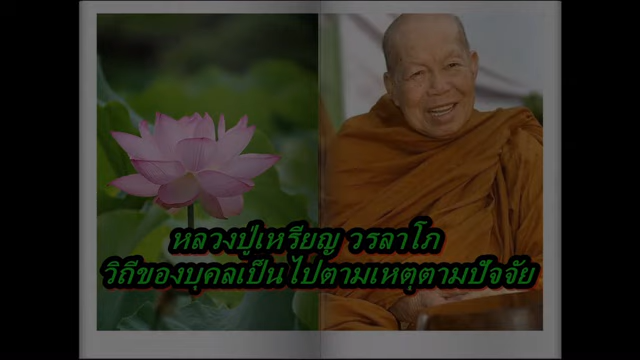 หลวงปู่เหรียญ วรลาโภ
วิถีของบุคลเป็นไปตามเหตุตามปัจจัย